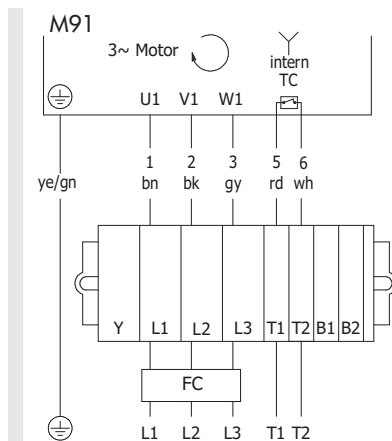 M91
3~ Motor
intern
TC
U1 V1 W1
1 2 3 5 6
ye/gn bn bk gy rd wh
Y L1 L2 L3 T1 T2 B1 B2
FC
L1 L2 L3 T1 T2